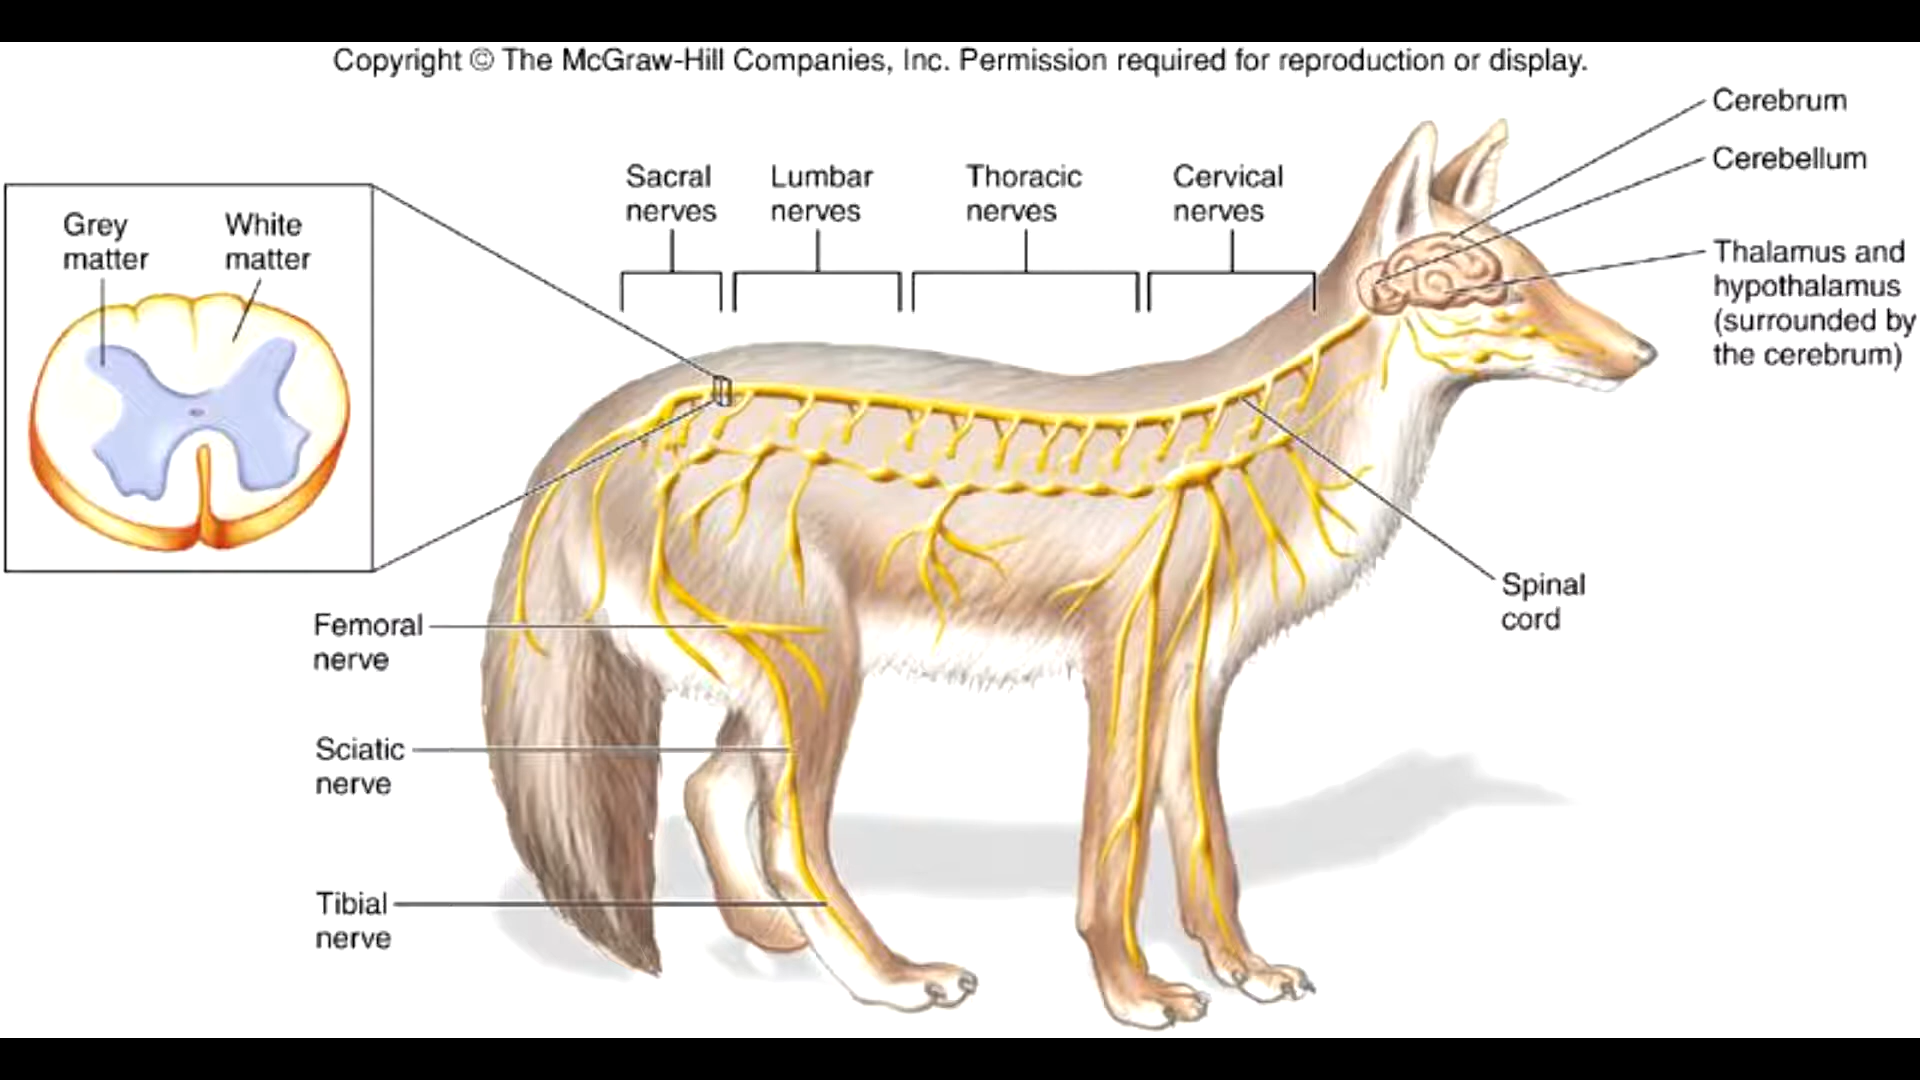 Copyright © The McGraw-Hill Companies, Inc. Permission required for reproduction or display.
Cerebrum
Cerebellum
Thalamus and
hypothalamus
(surrounded by
the cerebrum)
Sacral
nerves
Lumbar
nerves
Thoracic
nerves
Cervical
nerves
Grey
matter
White
matter
Spinal
cord
Femoral
nerve
Sciatic
nerve
Tibial
nerve